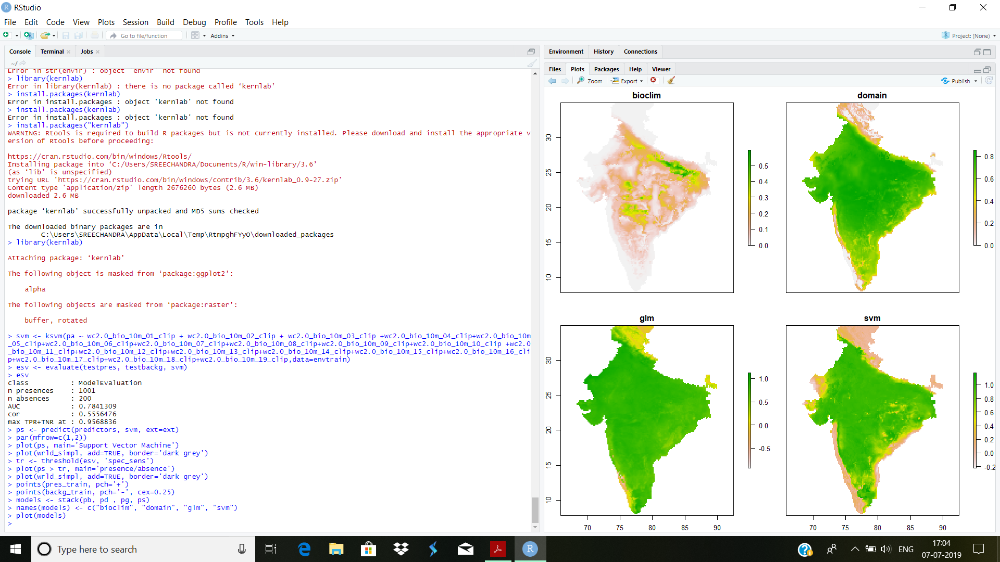 RStudio
File Edit Code View Plots Session Build Debug Profile Tools Help
Go to file/function Addins Project: (None)
Console Terminal Jobs
~/
Error in str(envir) : object 'envir' not found
> library(kernlab)
Error in library(kernlab) : there is no package called ‘kernlab’
> install.packages(kernlab)
Error in install.packages : object 'kernlab' not found
> install.packages(kernlab)
Error in install.packages : object 'kernlab' not found
> install.packages("kernlab")
WARNING: Rtools is required to build R packages but is not currently installed. Please download and install the appropriate v
ersion of Rtools before proceeding:
https://cran.rstudio.com/bin/windows/Rtools/
Installing package into ‘C:/Users/SREECHANDRA/Documents/R/win-library/3.6’
(as ‘lib’ is unspecified)
trying URL 'https://cran.rstudio.com/bin/windows/contrib/3.6/kernlab_0.9-27.zip'
Content type 'application/zip' length 2676260 bytes (2.6 MB)
downloaded 2.6 MB
package ‘kernlab’ successfully unpacked and MD5 sums checked
The downloaded binary packages are in
C:\Users\SREECHANDRA\AppData\Local\Temp\RtmpghFYyO\downloaded_packages
> library(kernlab)
Attaching package: ‘kernlab’
The following object is masked from ‘package:ggplot2’:
alpha
The following objects are masked from ‘package:raster’:
buffer, rotated
> svm <- ksvm(pa ~ wc2.0_bio_10m_01_clip + wc2.0_bio_10m_02_clip + wc2.0_bio_10m_03_clip +wc2.0_bio_10m_04_clip+wc2.0_bio_10m
_05_clip+wc2.0_bio_10m_06_clip+wc2.0_bio_10m_07_clip+wc2.0_bio_10m_08_clip+wc2.0_bio_10m_09_clip+wc2.0_bio_10m_10_clip +wc2.0
_bio_10m_11_clip+wc2.0_bio_10m_12_clip+wc2.0_bio_10m_13_clip+wc2.0_bio_10m_14_clip+wc2.0_bio_10m_15_clip+wc2.0_bio_10m_16_cli
p+wc2.0_bio_10m_17_clip+wc2.0_bio_10m_18_clip+wc2.0_bio_10m_19_clip,data=envtrain)
> esv <- evaluate(testpres, testbackg, svm)
> esv
class : ModelEvaluation
n presences : 1001
n absences : 200
AUC : 0.7841309
cor : 0.5556476
max TPR+TNR at : 0.9568836
> ps <- predict(predictors, svm, ext=ext)
> par(mfrow=c(1,2))
> plot(ps, main='Support Vector Machine')
> plot(wrld_simpl, add=TRUE, border='dark grey')
> tr <- threshold(esv, 'spec_sens')
> plot(ps > tr, main='presence/absence')
> plot(wrld_simpl, add=TRUE, border='dark grey')
> points(pres_train, pch='+')
> points(backg_train, pch='-', cex=0.25)
> models <- stack(pb, pd , pg, ps)
> names(models) <- c("bioclim", "domain", "glm", "svm")
> plot(models)
>
Environment History Connections
Files Plots Packages Help Viewer
Zoom Export Publish
bioclim
30
25
20
15
10
0.5
0.4
0.3
0.2
0.1
0.0
domain
0.8
0.6
0.4
0.2
0.0
glm
30
25
20
15
10
70 75 80 85 90
1.0
0.5
0.0
-0.5
svm
70 75 80 85 90
1.0
0.8
0.6
0.4
0.2
0.0
-0.2
Type here to search
ENG
17:04
07-07-2019